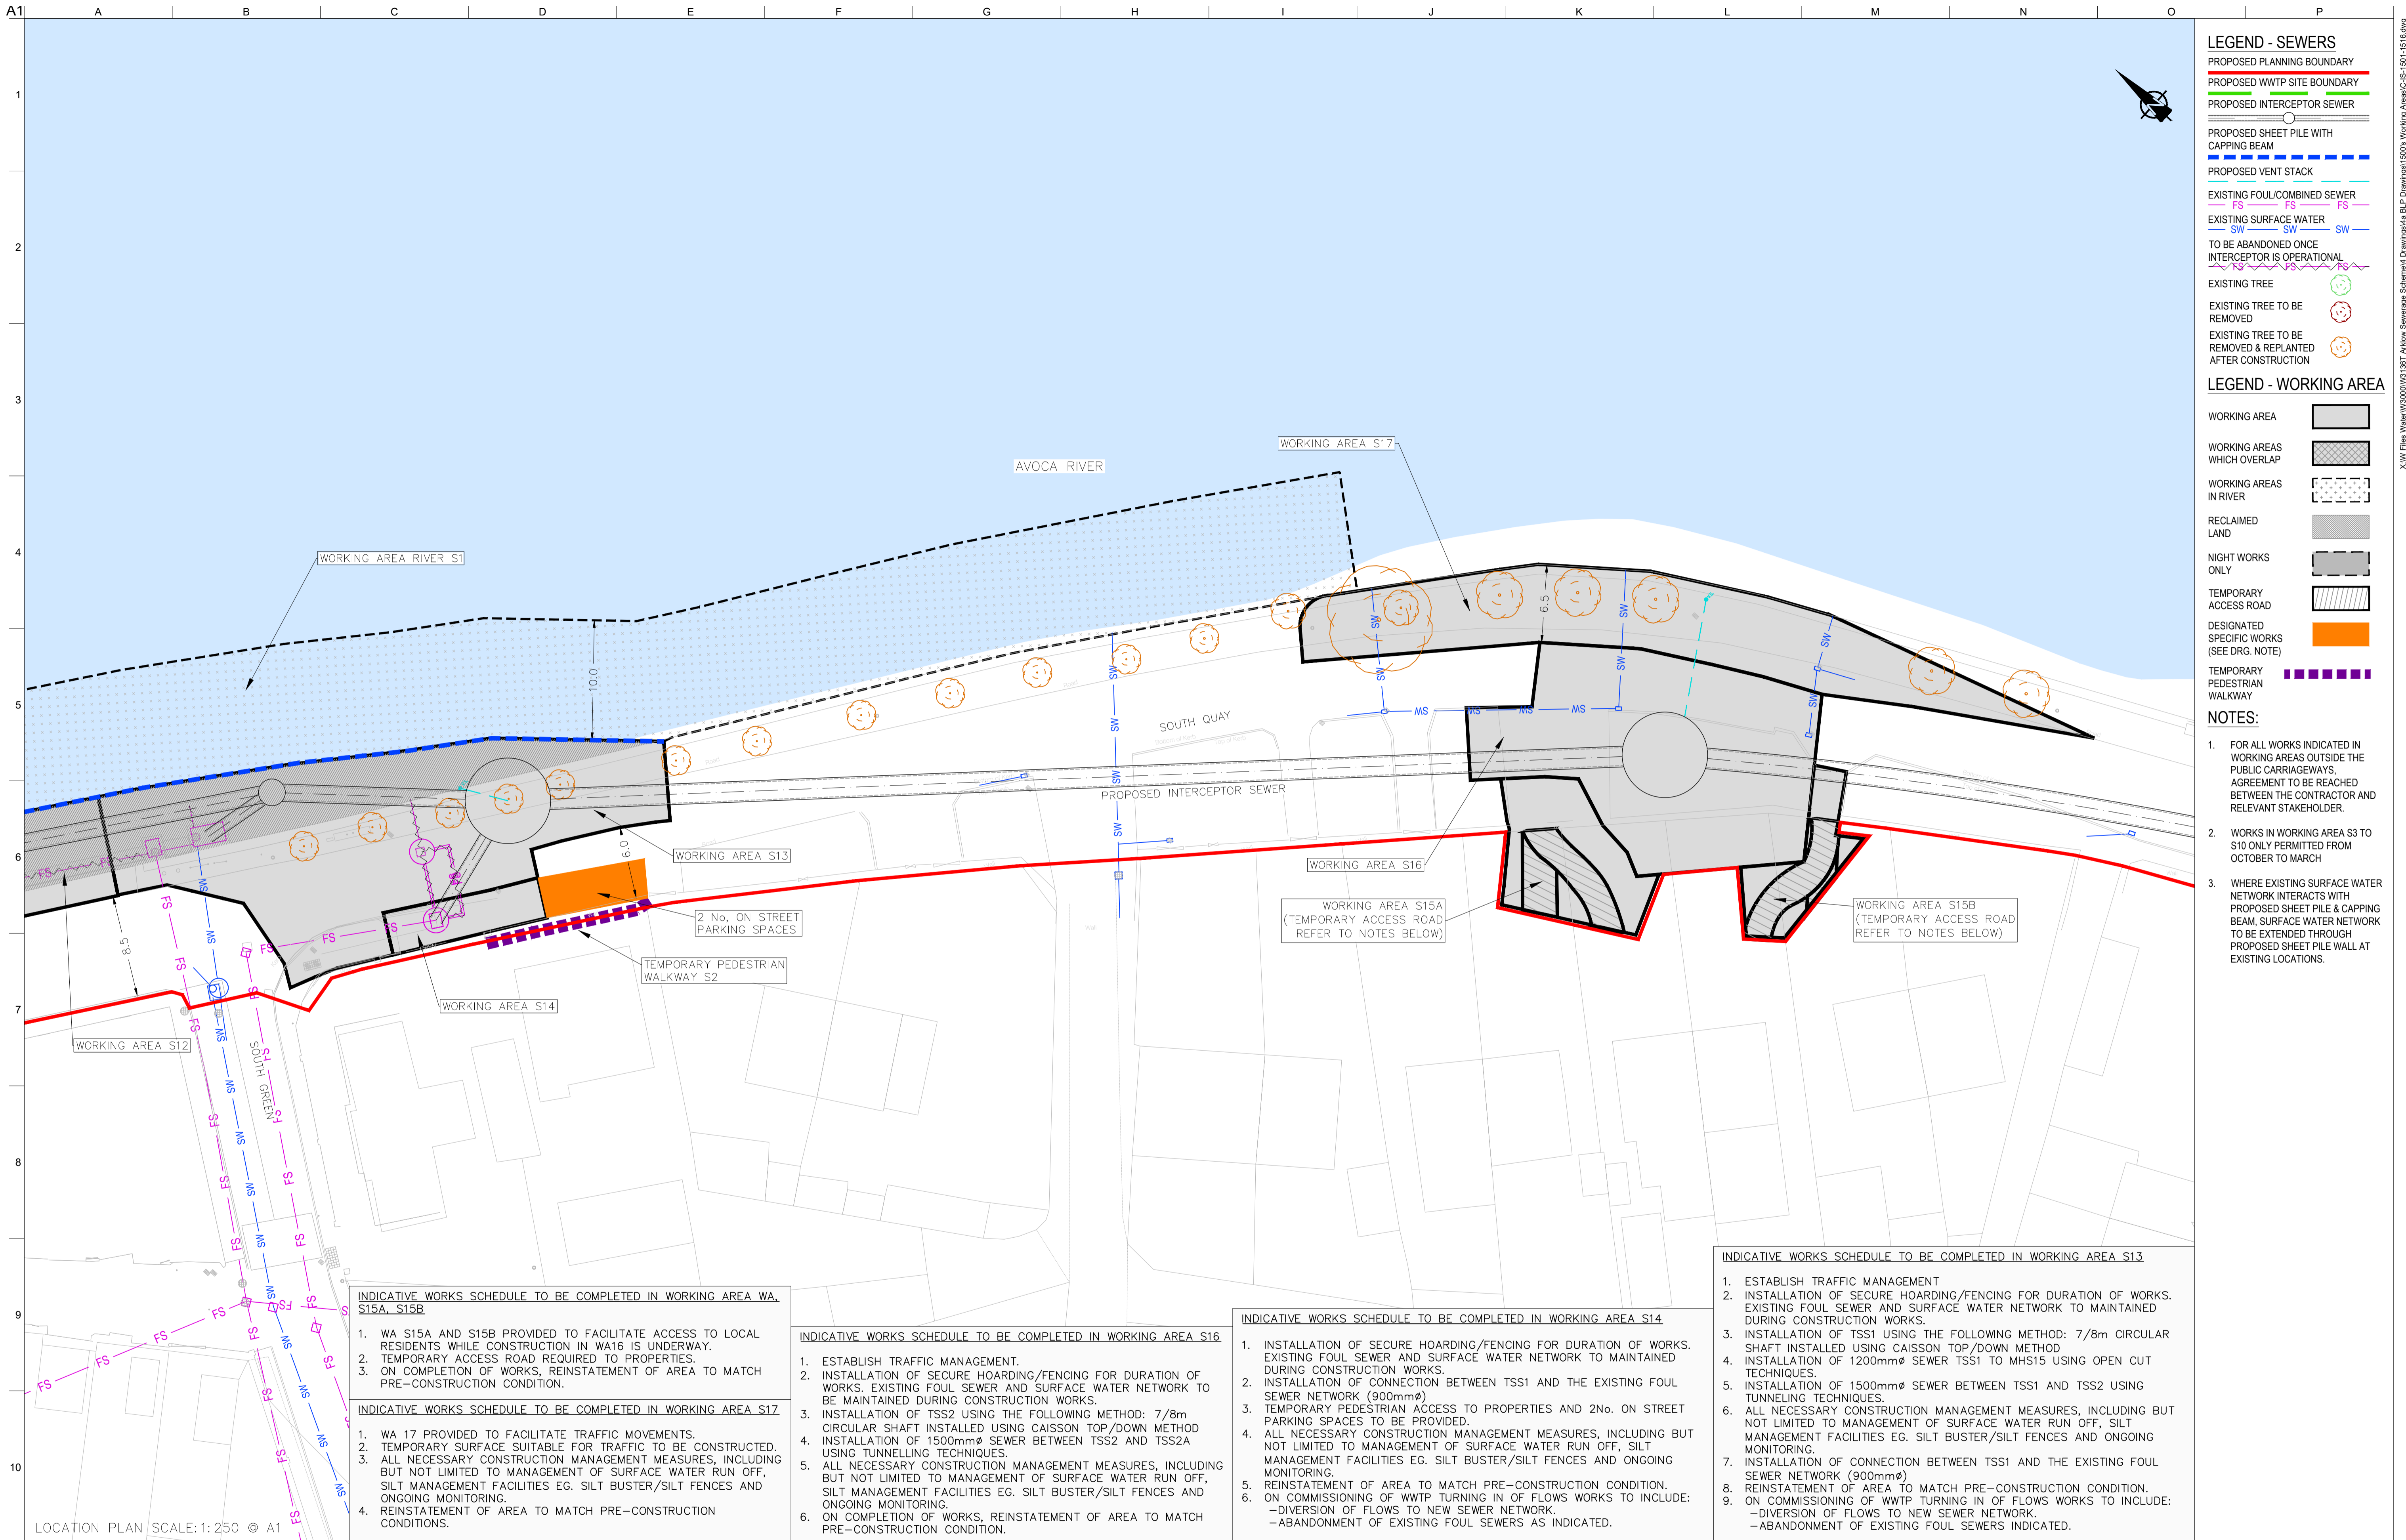 A1
A B C D E F G H I J K L M N O P
1
2
3
4
5
6
7
8
9
10
AVOCA RIVER
WORKING AREA S17
WORKING AREA RIVER S1
10.0
6.5
SOUTH QUAY
PROPOSED INTERCEPTOR SEWER
WORKING AREA S13
6.0
2 No. ON STREET
PARKING SPACES
TEMPORARY PEDESTRIAN
WALKWAY S2
WORKING AREA S14
WORKING AREA S12
8.5
SOUTH GREEN
WORKING AREA S16
WORKING AREA S15A
(TEMPORARY ACCESS ROAD
REFER TO NOTES BELOW)
WORKING AREA S15B
(TEMPORARY ACCESS ROAD
REFER TO NOTES BELOW)
FS
SW
LOCATION PLAN SCALE:1:250 @ A1
INDICATIVE WORKS SCHEDULE TO BE COMPLETED IN WORKING AREA WA,
S15A, S15B
1. WA S15A AND S15B PROVIDED TO FACILITATE ACCESS TO LOCAL
RESIDENTS WHILE CONSTRUCTION IN WA16 IS UNDERWAY.
2. TEMPORARY ACCESS ROAD REQUIRED TO PROPERTIES.
3. ON COMPLETION OF WORKS, REINSTATEMENT OF AREA TO MATCH
PRE-CONSTRUCTION CONDITION.
INDICATIVE WORKS SCHEDULE TO BE COMPLETED IN WORKING AREA S17
1. WA 17 PROVIDED TO FACILITATE TRAFFIC MOVEMENTS.
2. TEMPORARY SURFACE SUITABLE FOR TRAFFIC TO BE CONSTRUCTED.
3. ALL NECESSARY CONSTRUCTION MANAGEMENT MEASURES, INCLUDING
BUT NOT LIMITED TO MANAGEMENT OF SURFACE WATER RUN OFF,
SILT MANAGEMENT FACILITIES EG. SILT BUSTER/SILT FENCES AND
ONGOING MONITORING.
4. REINSTATEMENT OF AREA TO MATCH PRE-CONSTRUCTION
CONDITIONS.
INDICATIVE WORKS SCHEDULE TO BE COMPLETED IN WORKING AREA S16
1. ESTABLISH TRAFFIC MANAGEMENT.
2. INSTALLATION OF SECURE HOARDING/FENCING FOR DURATION OF
WORKS. EXISTING FOUL SEWER AND SURFACE WATER NETWORK TO
BE MAINTAINED DURING CONSTRUCTION WORKS.
3. INSTALLATION OF TSS2 USING THE FOLLOWING METHOD: 7/8m
CIRCULAR SHAFT INSTALLED USING CAISSON TOP/DOWN METHOD
4. INSTALLATION OF 1500mmø SEWER BETWEEN TSS2 AND TSS2A
USING TUNNELLING TECHNIQUES.
5. ALL NECESSARY CONSTRUCTION MANAGEMENT MEASURES, INCLUDING
BUT NOT LIMITED TO MANAGEMENT OF SURFACE WATER RUN OFF,
SILT MANAGEMENT FACILITIES EG. SILT BUSTER/SILT FENCES AND
ONGOING MONITORING.
6. ON COMPLETION OF WORKS, REINSTATEMENT OF AREA TO MATCH
PRE-CONSTRUCTION CONDITION.
INDICATIVE WORKS SCHEDULE TO BE COMPLETED IN WORKING AREA S14
1. INSTALLATION OF SECURE HOARDING/FENCING FOR DURATION OF WORKS.
EXISTING FOUL SEWER AND SURFACE WATER NETWORK TO MAINTAINED
DURING CONSTRUCTION WORKS.
2. INSTALLATION OF CONNECTION BETWEEN TSS1 AND THE EXISTING FOUL
SEWER NETWORK (900mmø)
3. TEMPORARY PEDESTRIAN ACCESS TO PROPERTIES AND 2No. ON STREET
PARKING SPACES TO BE PROVIDED.
4. ALL NECESSARY CONSTRUCTION MANAGEMENT MEASURES, INCLUDING BUT
NOT LIMITED TO MANAGEMENT OF SURFACE WATER RUN OFF, SILT
MANAGEMENT FACILITIES EG. SILT BUSTER/SILT FENCES AND ONGOING
MONITORING.
5. REINSTATEMENT OF AREA TO MATCH PRE-CONSTRUCTION CONDITION.
6. ON COMMISSIONING OF WWTP TURNING IN OF FLOWS WORKS TO INCLUDE:
-DIVERSION OF FLOWS TO NEW SEWER NETWORK.
-ABANDONMENT OF EXISTING FOUL SEWERS AS INDICATED.
INDICATIVE WORKS SCHEDULE TO BE COMPLETED IN WORKING AREA S13
1. ESTABLISH TRAFFIC MANAGEMENT
2. INSTALLATION OF SECURE HOARDING/FENCING FOR DURATION OF WORKS.
EXISTING FOUL SEWER AND SURFACE WATER NETWORK TO MAINTAINED
DURING CONSTRUCTION WORKS.
3. INSTALLATION OF TSS1 USING THE FOLLOWING METHOD: 7/8m CIRCULAR
SHAFT INSTALLED USING CAISSON TOP/DOWN METHOD
4. INSTALLATION OF 1200mmø SEWER TSS1 TO MHS15 USING OPEN CUT
TECHNIQUES.
5. INSTALLATION OF 1500mmø SEWER BETWEEN TSS1 AND TSS2 USING
TUNNELING TECHNIQUES.
6. ALL NECESSARY CONSTRUCTION MANAGEMENT MEASURES, INCLUDING BUT
NOT LIMITED TO MANAGEMENT OF SURFACE WATER RUN OFF, SILT
MANAGEMENT FACILITIES EG. SILT BUSTER/SILT FENCES AND ONGOING
MONITORING.
7. INSTALLATION OF CONNECTION BETWEEN TSS1 AND THE EXISTING FOUL
SEWER NETWORK (900mmø)
8. REINSTATEMENT OF AREA TO MATCH PRE-CONSTRUCTION CONDITION.
9. ON COMMISSIONING OF WWTP TURNING IN OF FLOWS WORKS TO INCLUDE:
-DIVERSION OF FLOWS TO NEW SEWER NETWORK.
-ABANDONMENT OF EXISTING FOUL SEWERS INDICATED.
LEGEND - SEWERS
PROPOSED PLANNING BOUNDARY
PROPOSED WWTP SITE BOUNDARY
PROPOSED INTERCEPTOR SEWER
PROPOSED SHEET PILE WITH
CAPPING BEAM
PROPOSED VENT STACK
EXISTING FOUL/COMBINED SEWER
FS FS FS
EXISTING SURFACE WATER
SW SW SW
TO BE ABANDONED ONCE
INTERCEPTOR IS OPERATIONAL
FS FS FS
EXISTING TREE
EXISTING TREE TO BE
REMOVED
EXISTING TREE TO BE
REMOVED & REPLANTED
AFTER CONSTRUCTION
LEGEND - WORKING AREA
WORKING AREA
WORKING AREAS
WHICH OVERLAP
WORKING AREAS
IN RIVER
RECLAIMED
LAND
NIGHT WORKS
ONLY
TEMPORARY
ACCESS ROAD
DESIGNATED
SPECIFIC WORKS
(SEE DRG. NOTE)
TEMPORARY
PEDESTRIAN
WALKWAY
NOTES:
1. FOR ALL WORKS INDICATED IN
WORKING AREAS OUTSIDE THE
PUBLIC CARRIAGEWAYS,
AGREEMENT TO BE REACHED
BETWEEN THE CONTRACTOR AND
RELEVANT STAKEHOLDER.
2. WORKS IN WORKING AREA S3 TO
S10 ONLY PERMITTED FROM
OCTOBER TO MARCH
3. WHERE EXISTING SURFACE WATER
NETWORK INTERACTS WITH
PROPOSED SHEET PILE & CAPPING
BEAM, SURFACE WATER NETWORK
TO BE EXTENDED THROUGH
PROPOSED SHEET PILE WALL AT
EXISTING LOCATIONS.
X:\W Files Water\W3000\W3136T Arklow Sewerage Scheme\4 Drawings\4a BLP Drawings\1500's Working Areas\C-IS-1501-1516.dwg